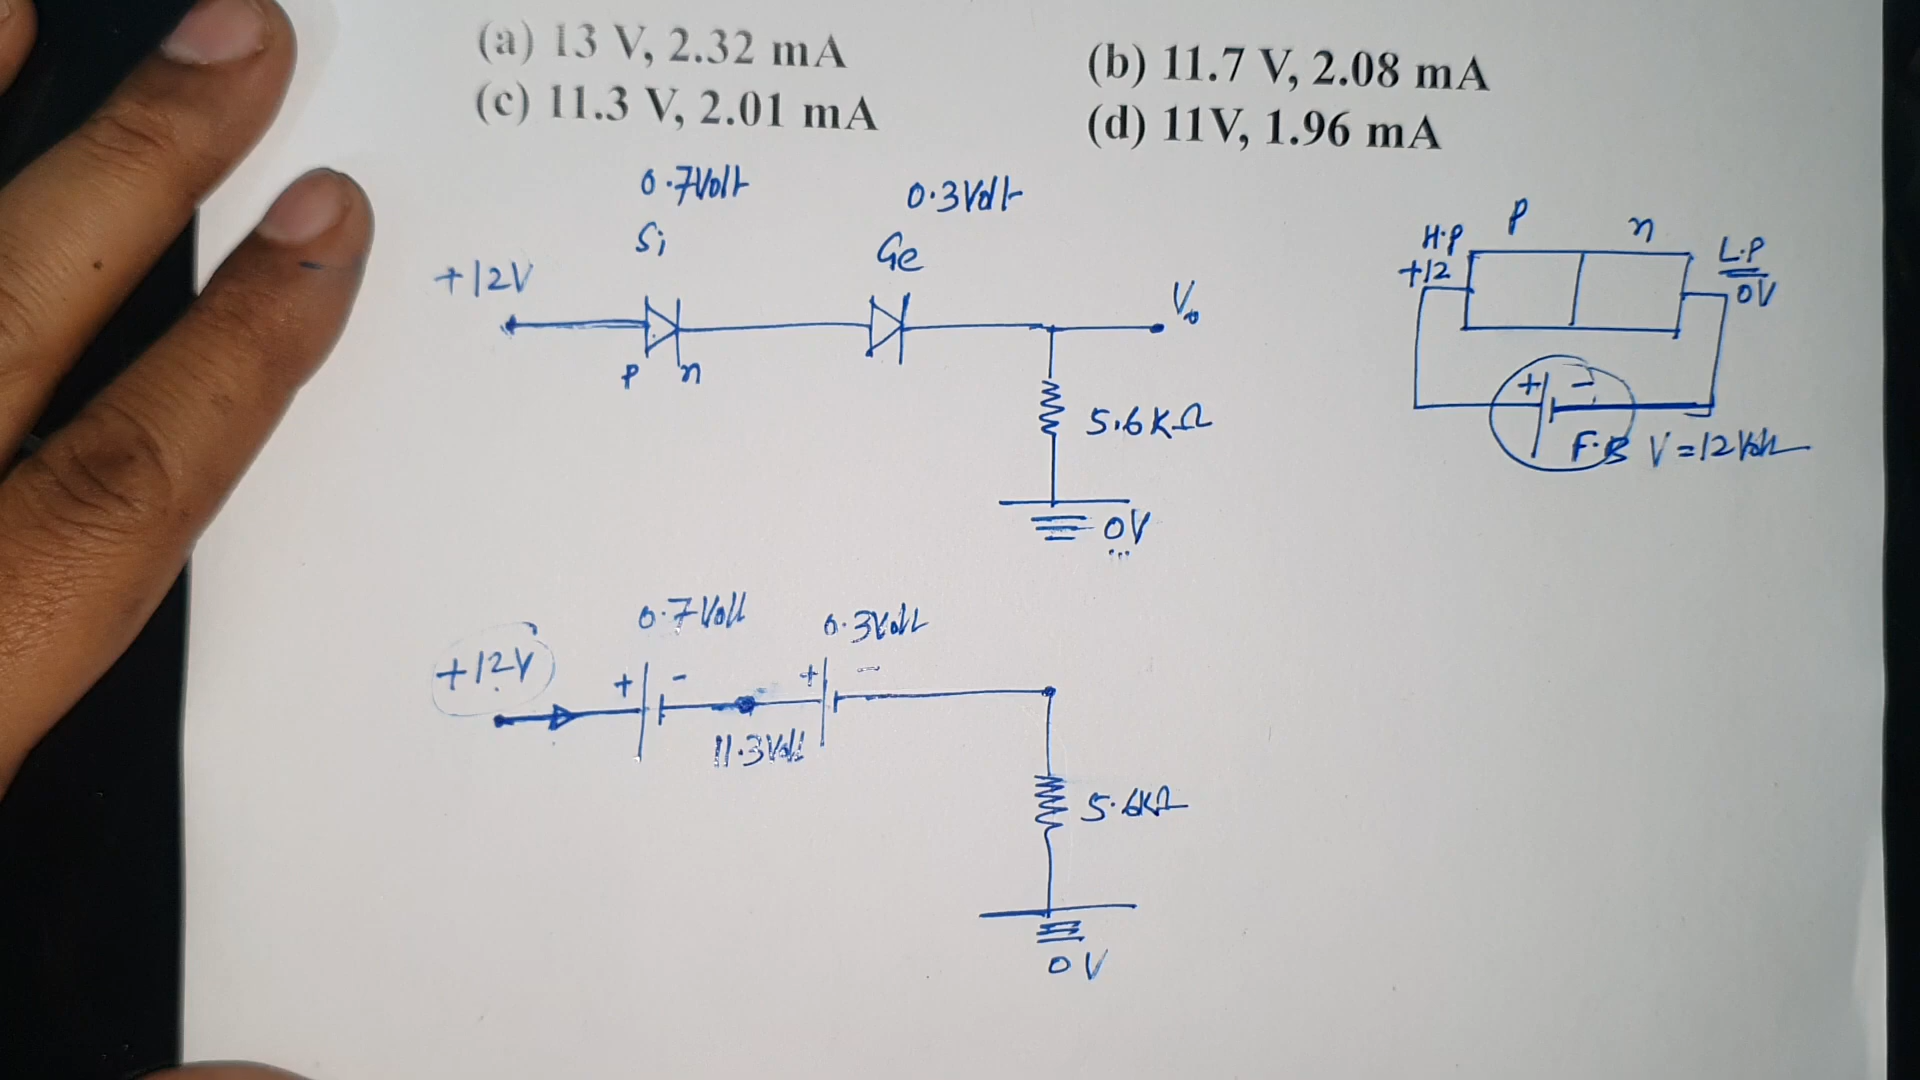 (a) 13 V, 2.32 mA
(b) 11.7 V, 2.08 mA
(c) 11.3 V, 2.01 mA
(d) 11V, 1.96 mA
0.7Volt
0.3Volt
Si
Ge
+12V
V₀
P n
5.6KΩ
0V
P n
H.P
+12
L.P
0V
+ -
F.B V=12Volt
0.7Volt
0.3Volt
+12V
+ - + -
11.3Volt
5.6KΩ
0V